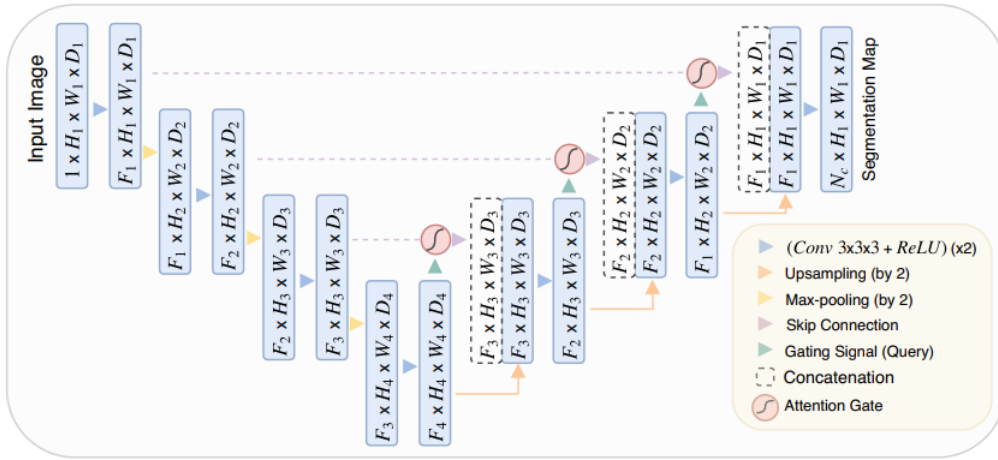 Input Image
1 x H₁ x W₁ x D₁
F₁ x H₁ x W₁ x D₁
F₁ x H₂ x W₂ x D₂
F₂ x H₂ x W₂ x D₂
F₂ x H₃ x W₃ x D₃
F₃ x H₃ x W₃ x D₃
F₃ x H₄ x W₄ x D₄
F₄ x H₄ x W₄ x D₄
F₃ x H₃ x W₃ x D₃
F₃ x H₃ x W₃ x D₃
F₂ x H₃ x W₃ x D₃
F₂ x H₂ x W₂ x D₂
F₂ x H₂ x W₂ x D₂
F₁ x H₂ x W₂ x D₂
F₁ x H₁ x W₁ x D₁
F₁ x H₁ x W₁ x D₁
N_c x H₁ x W₁ x D₁
Segmentation Map
(Conv 3x3x3 + ReLU) (x2)
Upsampling (by 2)
Max-pooling (by 2)
Skip Connection
Gating Signal (Query)
Concatenation
Attention Gate